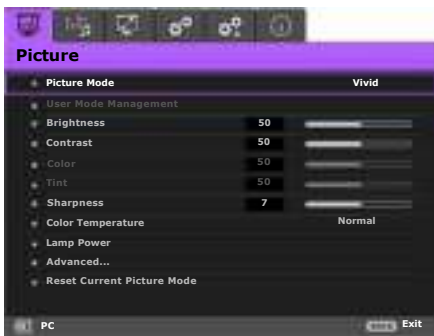 Picture
Picture Mode Vivid
User Mode Management
Brightness 50
Contrast 50
Color 50
Tint 50
Sharpness 7
Color Temperature Normal
Lamp Power
Advanced...
Reset Current Picture Mode
PC Exit